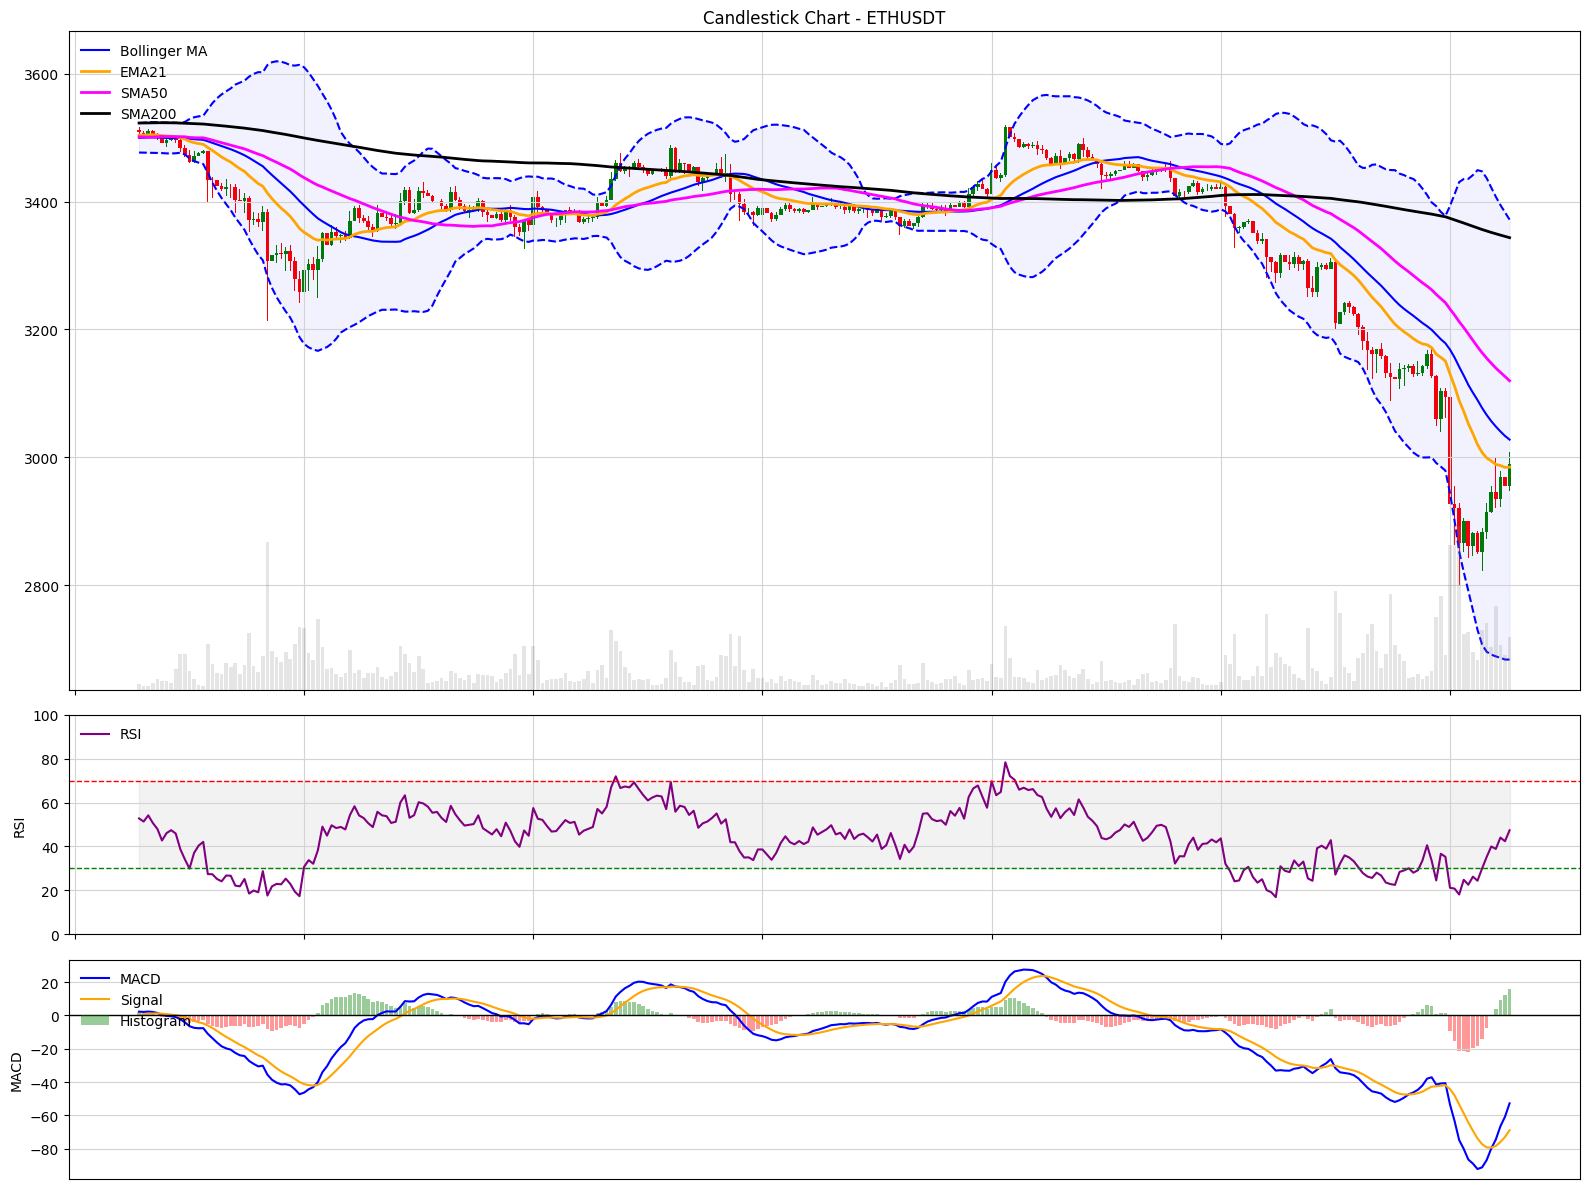 Candlestick Chart - ETHUSDT
Bollinger MA
EMA21
SMA50
SMA200
3600
3400
3200
3000
2800
RSI
100
80
60
40
20
0
RSI
MACD
Signal
Histogram
20
0
−20
−40
−60
−80
MACD